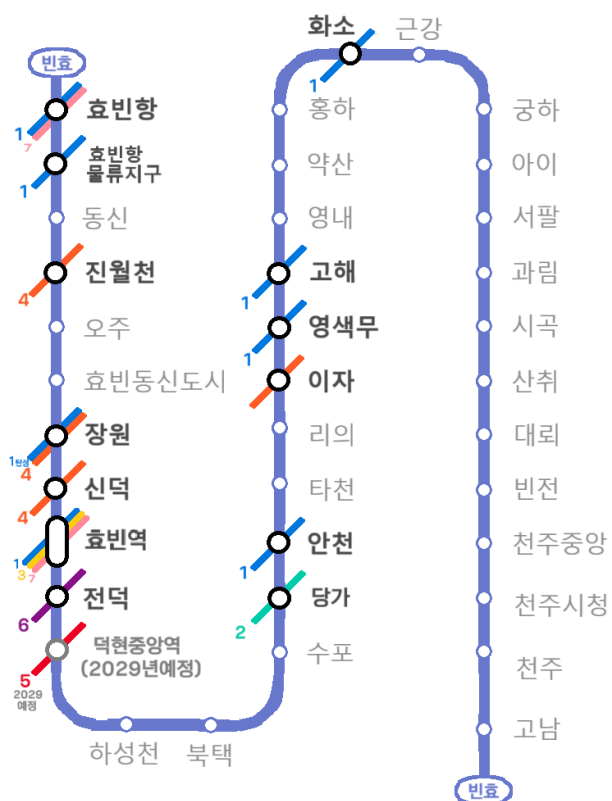 빈효
효빈항
1
7
효빈항
물류지구
1
동신
진월천
4
오주
효빈동신도시
장원
1탄성
4
신덕
4
효빈역
1
3
7
전덕
6
덕현중앙역
(2029년예정)
5
2029
예정
하성천
북택
수포
당가
2
안천
1
타천
리의
이자
영색무
1
고해
1
영내
약산
홍하
화소
1
근강
궁하
아이
서팔
과림
시곡
산취
대뢰
빈전
천주중앙
천주시청
천주
고남
빈효